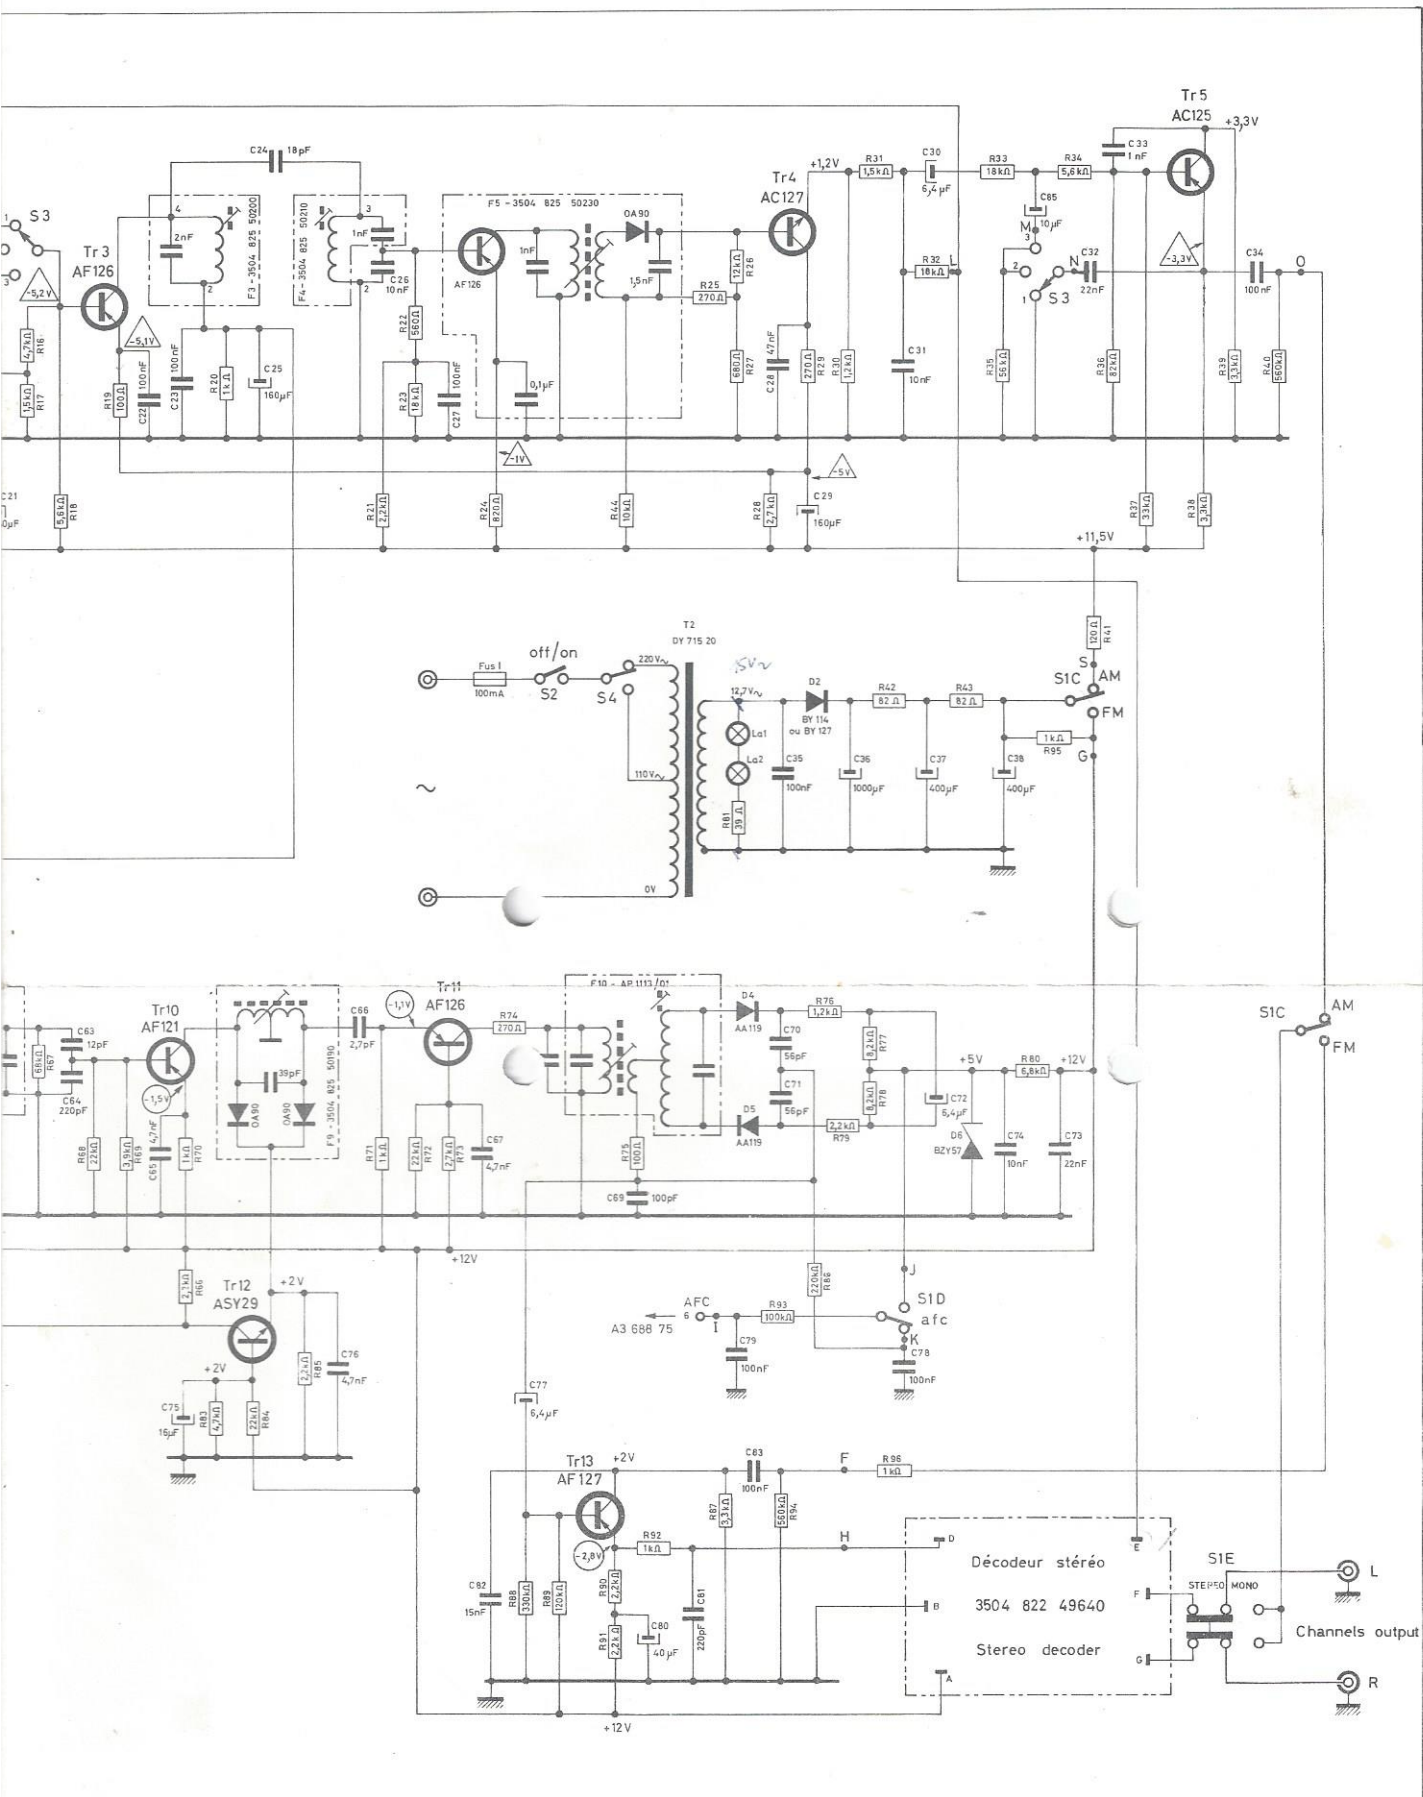 Tr 5
AC125
+3,3V
C24
18pF
C33
1 nF
C30
6,4µF
R31
1,5kΩ
R33
18kΩ
R34
5,6kΩ
+1,2V
Tr4
AC127
C85
10µF
1
S3
3
4
2nF
2
F3-3504 825 50200
F4-3504 825 50210
3
1nF
C26
10nF
2
F5-3504 825 50230
OA90
1nF
1,5nF
AF126
R26
12kΩ
R25
270Ω
R32
18kΩ
L
M
3
2
1
S3
N
C32
22nF
-3,3V
C34
100nF
O
Tr 3
AF126
-5,2V
-5,1V
R16
4,7kΩ
R17
1,5kΩ
R19
100Ω
C22
100nF
C23
100nF
R20
1kΩ
C25
160µF
R22
560Ω
R23
18kΩ
C27
100nF
0,1µF
R27
680Ω
C28
47nF
R29
270Ω
R30
1,2kΩ
C31
10nF
R35
56kΩ
R36
82kΩ
R39
3,3kΩ
R40
560kΩ
-1V
-5V
C21
R18
5,6kΩ
R21
2,2kΩ
R24
820Ω
R44
10kΩ
R28
2,7kΩ
C29
160µF
R37
33kΩ
R38
3,3kΩ
+11,5V
T2
DY 715 20
R41
120Ω
off/on
Fus 1
100mA
S2
S4
220V~
110V~
0V
~
5V~
12,7V~
La1
La2
R81
39Ω
C35
100nF
D2
BY 114
ou BY 127
R42
82Ω
R43
82Ω
C36
1000µF
C37
400µF
C38
400µF
S
S1C
AM
FM
1kΩ
R95
G
Tr10
AF121
Tr11
AF126
-1,1V
F10 - AP 1113/01
C63
12pF
R67
68kΩ
C64
220pF
-1,5V
39pF
OA90
OA90
F9-3504 825 50190
C66
2,7pF
R74
270Ω
D4
AA119
D5
AA119
C70
56pF
C71
56pF
R76
1,2kΩ
R77
8,2kΩ
R78
8,2kΩ
2,2kΩ
R79
C72
6,4µF
+5V
R80
6,8kΩ
+12V
S1C
AM
FM
R68
22kΩ
R69
3,9kΩ
C65
4,7nF
R70
1kΩ
R71
1kΩ
R72
22kΩ
R73
2,7kΩ
C67
4,7nF
R75
100Ω
C69
100pF
D6
BZY57
C74
10nF
C73
22nF
+12V
R66
Tr12
ASY29
+2V
R86
220kΩ
AFC
6
I
A3 688 75
R93
100kΩ
J
S1D
afc
K
C79
100nF
C78
100nF
+2V
R85
2,2kΩ
C76
4,7nF
C75
16µF
R83
4,7kΩ
R84
22kΩ
C77
6,4µF
Tr13
AF127
+2V
C83
100nF
F
R96
1kΩ
R87
3,3kΩ
R94
560kΩ
-2,8V
R92
1kΩ
H
C82
15nF
R88
330kΩ
R89
120kΩ
R90
2,2kΩ
R91
2,2kΩ
C80
40µF
C81
220pF
+12V
D
E
B
F
A
G
Décodeur stéréo
3504 822 49640
Stereo decoder
S1E
STEREO MONO
L
Channels output
R